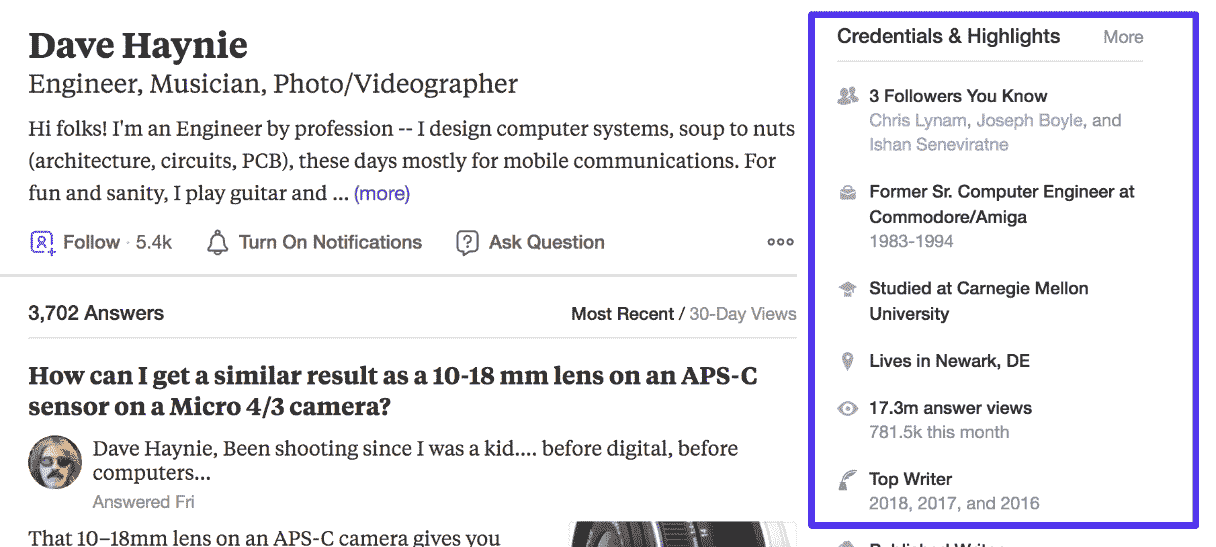 Dave Haynie
Engineer, Musician, Photo/Videographer
Hi folks! I'm an Engineer by profession -- I design computer systems, soup to nuts
(architecture, circuits, PCB), these days mostly for mobile communications. For
fun and sanity, I play guitar and ... (more)
Follow · 5.4k Turn On Notifications Ask Question
3,702 Answers Most Recent / 30-Day Views
How can I get a similar result as a 10-18 mm lens on an APS-C
sensor on a Micro 4/3 camera?
Dave Haynie, Been shooting since I was a kid.... before digital, before
computers...
Answered Fri
That 10–18mm lens on an APS-C camera gives you
Credentials & Highlights More
3 Followers You Know
Chris Lynam, Joseph Boyle, and
Ishan Seneviratne
Former Sr. Computer Engineer at
Commodore/Amiga
1983-1994
Studied at Carnegie Mellon
University
Lives in Newark, DE
17.3m answer views
781.5k this month
Top Writer
2018, 2017, and 2016
Published Writer